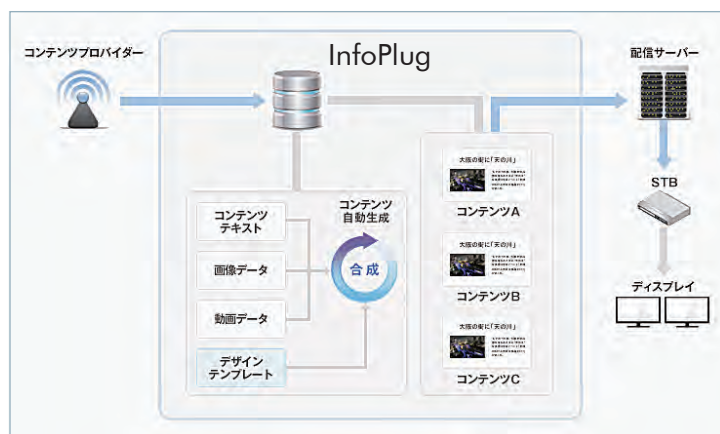 コンテンツプロバイダー
InfoPlug
配信サーバー
コンテンツ
テキスト
画像データ
動画データ
デザイン
テンプレート
コンテンツ
自動生成
合成
大阪の街に「天の川」
コンテンツA
大阪の街に「天の川」
コンテンツB
大阪の街に「天の川」
コンテンツC
STB
ディスプレイ